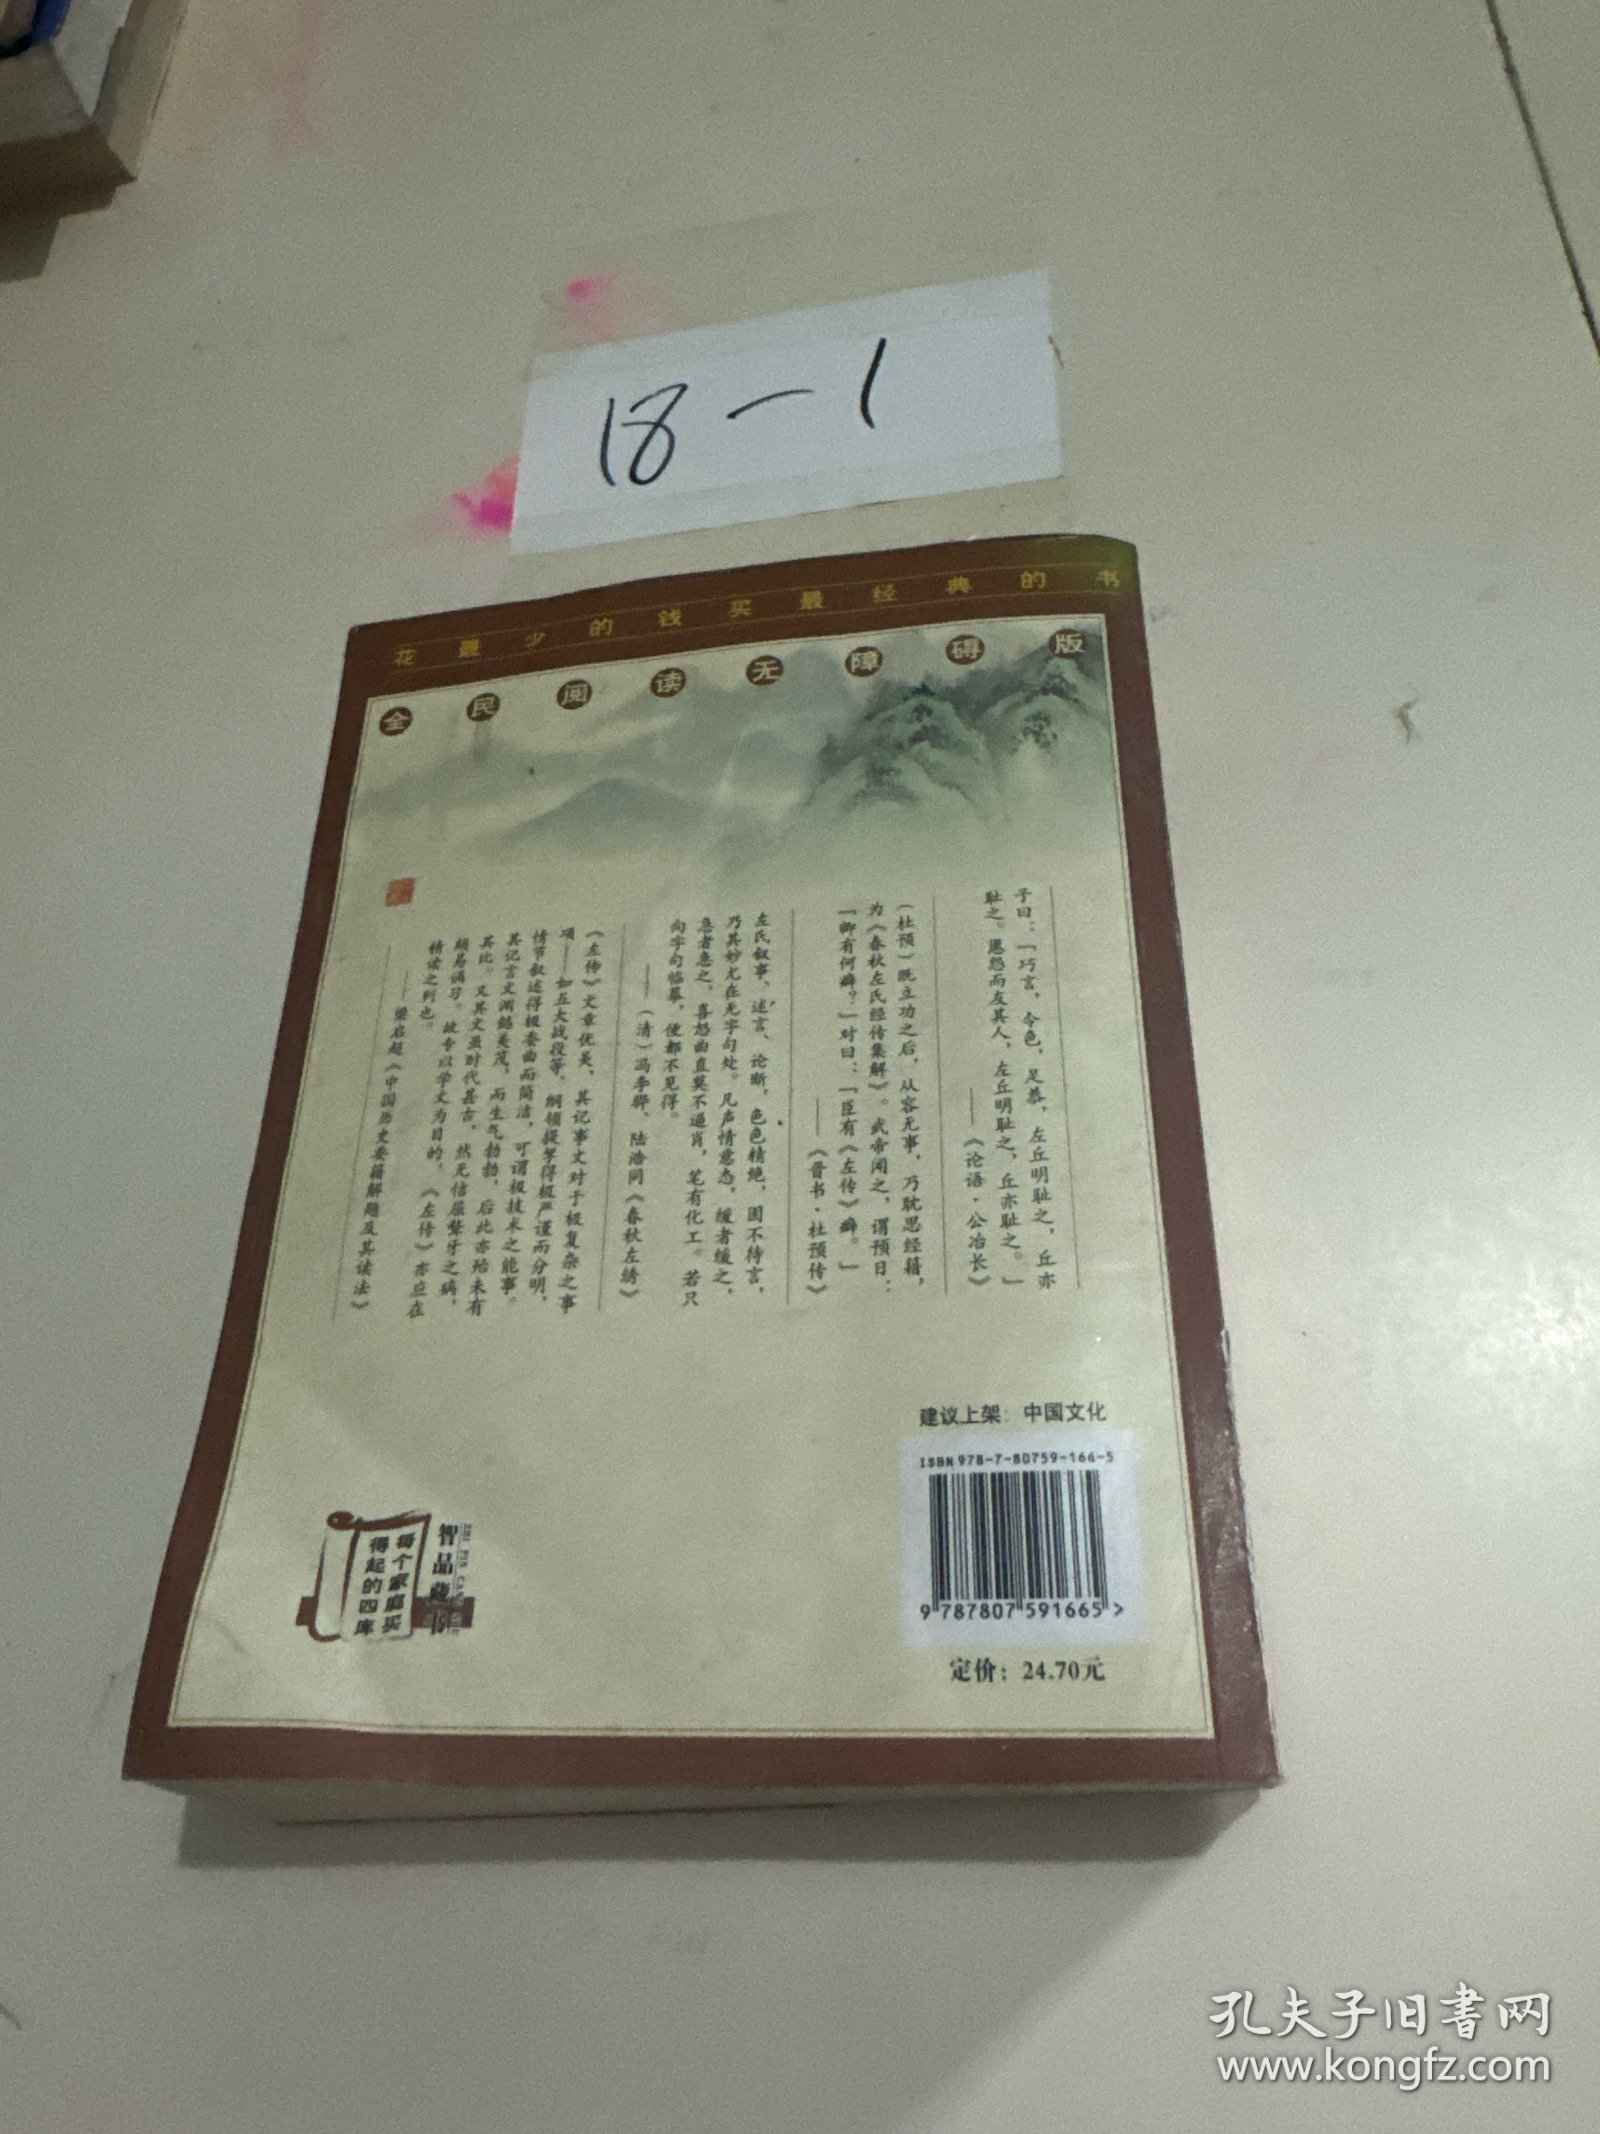 18-1
花最少的钱买最经典的书
全民阅读无障碍版
子曰：「巧言，令色，足恭，左丘明耻之，丘亦
耻之。匿怨而友其人，左丘明耻之，丘亦耻之。」
——《论语·公冶长》
（杜预）既立功之后，从容无事，乃耽思经籍，
为《春秋左氏经传集解》。武帝闻之，谓预曰：
「卿有何癖？」对曰：「臣有《左传》癖。」
——《晋书·杜预传》
左氏叙事、述言、论断，色色精绝，固不待言，
乃其妙尤在无字句处。凡声情意态，缓者缓之，
急者急之，喜怒曲直莫不逼肖，笔有化工。若只
向字句临摹，便都不见得。
——（清）冯李骅、陆浩同《春秋左绣》
《左传》文章优美，其记事文对于极复杂之事
项——如五大战役等，纲领提挈得极严谨而分明，
情节叙述得极委曲而简洁，可谓极技术之能事。
其记言文渊懿美茂，而生气勃勃，后此亦殆未有
其比。又其文虽时代甚古，然无佶屈聱牙之病，
颇易诵习。故专以学文为目的，《左传》亦应在
精读之列也。
——梁启超《中国历史要籍解题及其读法》
建议上架：中国文化
ISBN 978-7-80759-166-5
9 787807 591665 >
定价：24.70元
智品藏书
每个家庭买
得起的四库
孔夫子旧书网
www.kongfz.com